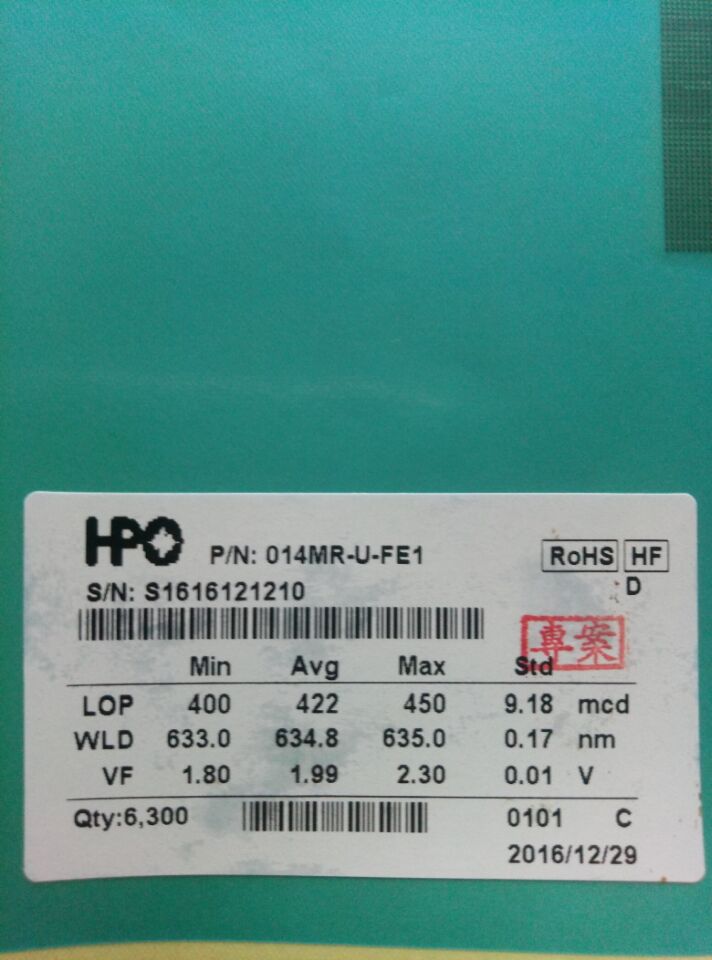 HPO P/N: 014MR-U-FE1 RoHS HF
S/N: S1616121210 D
專案
Min Avg Max Std
LOP 400 422 450 9.18 mcd
WLD 633.0 634.8 635.0 0.17 nm
VF 1.80 1.99 2.30 0.01 V
Qty:6,300 0101 C
2016/12/29